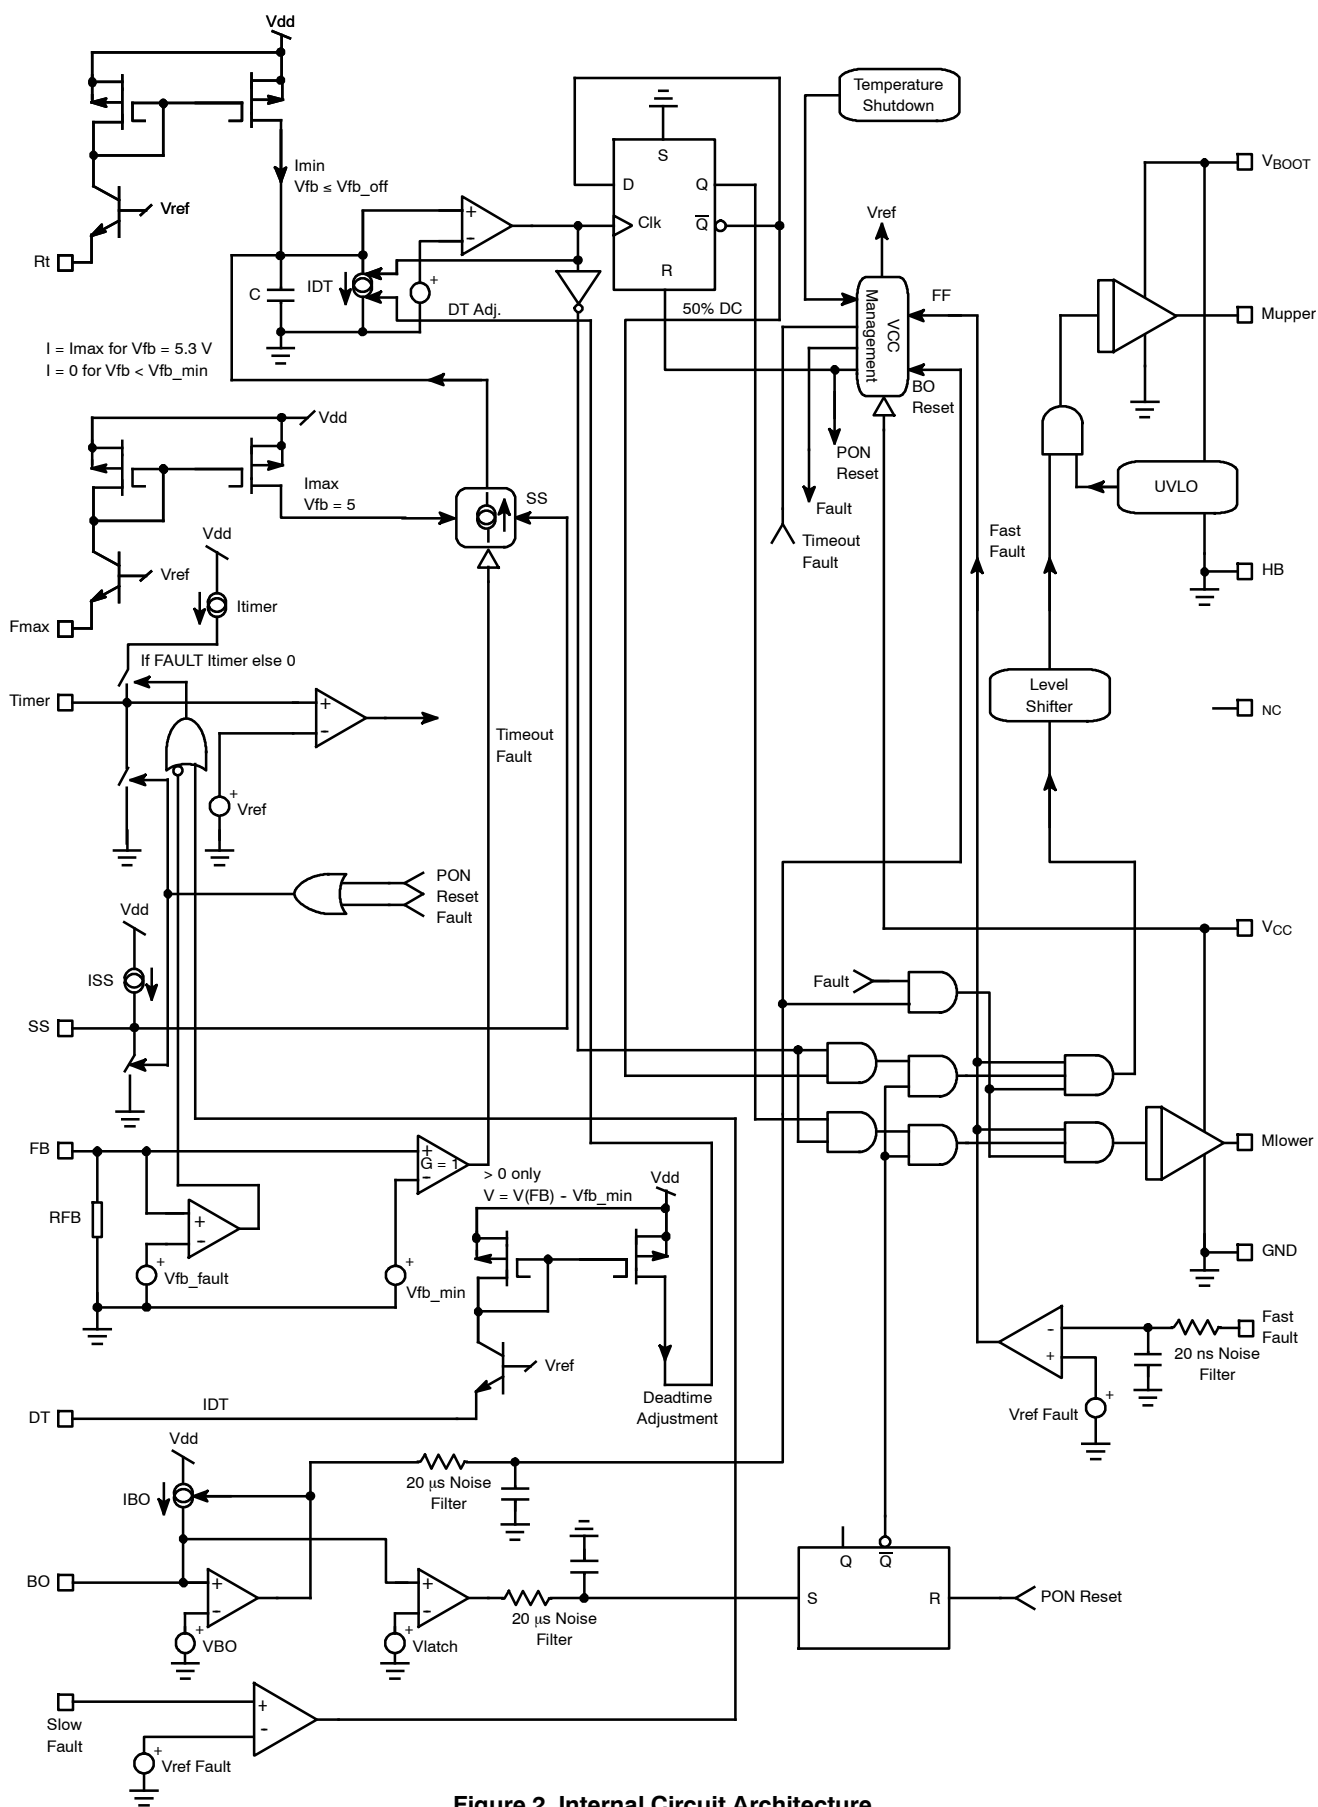 Vdd
Temperature
Shutdown
Imin
Vfb ≤ Vfb_off
Vref
Rt
S
D
Q
Clk
Q̅
R
VBOOT
Vref
C
IDT
+
-
+
DT Adj.
50% DC
FF
VCC
Management
Mupper
I = Imax for Vfb = 5.3 V
I = 0 for Vfb < Vfb_min
BO
Reset
Vdd
PON
Reset
Imax
Vfb = 5
SS
UVLO
Fault
Vdd
Timeout
Fault
Fast
Fault
Vref
HB
Itimer
Fmax
If FAULT Itimer else 0
Timer
+
-
Level
Shifter
NC
Timeout
Fault
+
Vref
PON
Reset
Fault
Vdd
VCC
ISS
Fault
SS
FB
+
G = 1
-
> 0 only
V = V(FB) - Vfb_min
Vdd
Mlower
RFB
+
-
+
Vfb_fault
+
Vfb_min
GND
Fast
Fault
-
+
20 ns Noise
Filter
Vref
Deadtime
Adjustment
+
Vref Fault
DT
IDT
Vdd
IBO
20 μs Noise
Filter
BO
+
-
+
VBO
+
-
+
Vlatch
20 μs Noise
Filter
Q
Q̅
S
R
PON Reset
Slow
Fault
+
-
+
Vref Fault
Figure 2. Internal Circuit Architecture